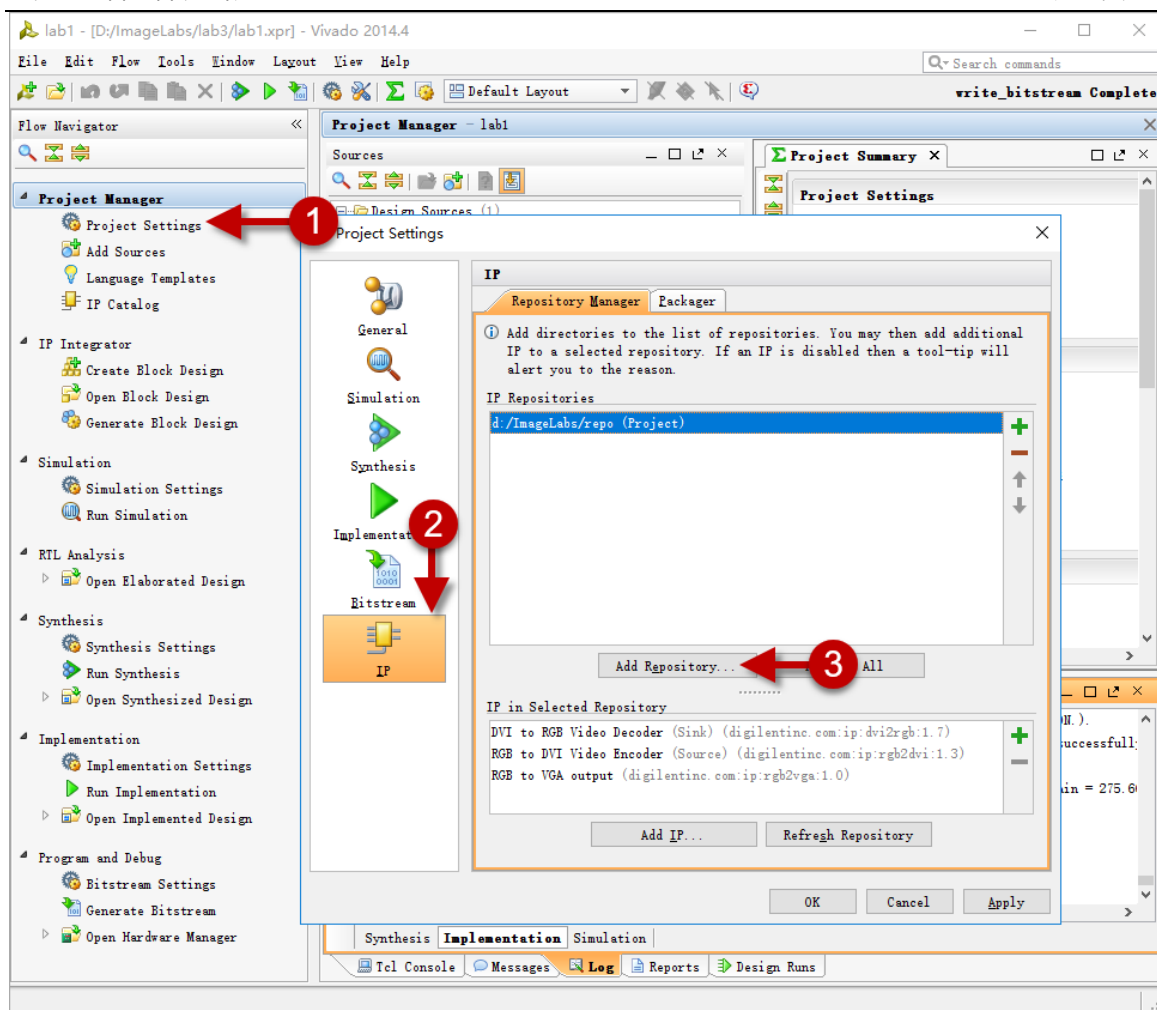 lab1 - [D:/ImageLabs/lab3/lab1.xpr] - Vivado 2014.4
File Edit Flow Tools Window Layout View Help
Search commands
Default Layout
write_bitstream Complete
Flow Navigator
Project Manager
Project Settings
Add Sources
Language Templates
IP Catalog
IP Integrator
Create Block Design
Open Block Design
Generate Block Design
Simulation
Simulation Settings
Run Simulation
RTL Analysis
Open Elaborated Design
Synthesis
Synthesis Settings
Run Synthesis
Open Synthesized Design
Implementation
Implementation Settings
Run Implementation
Open Implemented Design
Program and Debug
Bitstream Settings
Generate Bitstream
Open Hardware Manager
Project Manager - lab1
Sources
Design Sources (1)
Project Summary
Project Settings
1
Project Settings
General
Simulation
Synthesis
2
1010
0001
Bitstream
IP
IP
Repository Manager
Packager
Add directories to the list of repositories. You may then add additional
IP to a selected repository. If an IP is disabled then a tool-tip will
alert you to the reason.
IP Repositories
d:/ImageLabs/repo (Project)
Add Repository...
3
All
IP in Selected Repository
DVI to RGB Video Decoder (Sink) (digilentinc.com:ip:dvi2rgb:1.7)
RGB to DVI Video Encoder (Source) (digilentinc.com:ip:rgb2dvi:1.3)
RGB to VGA output (digilentinc.com:ip:rgb2vga:1.0)
Add IP...
Refresh Repository
OK
Cancel
Apply
= 275.6
Synthesis Implementation Simulation
Tcl Console Messages Log Reports Design Runs